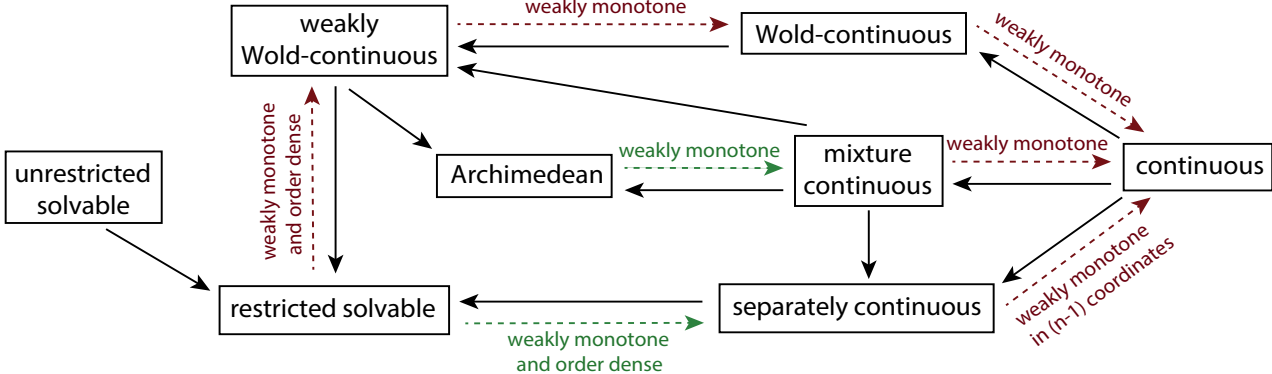 weakly monotone
weakly
Wold-continuous
Wold-continuous
weakly monotone
weakly monotone
and order dense
unrestricted
solvable
Archimedean
weakly monotone
mixture
continuous
weakly monotone
continuous
restricted solvable
weakly monotone
and order dense
separately continuous
weakly monotone
in (n-1) coordinates